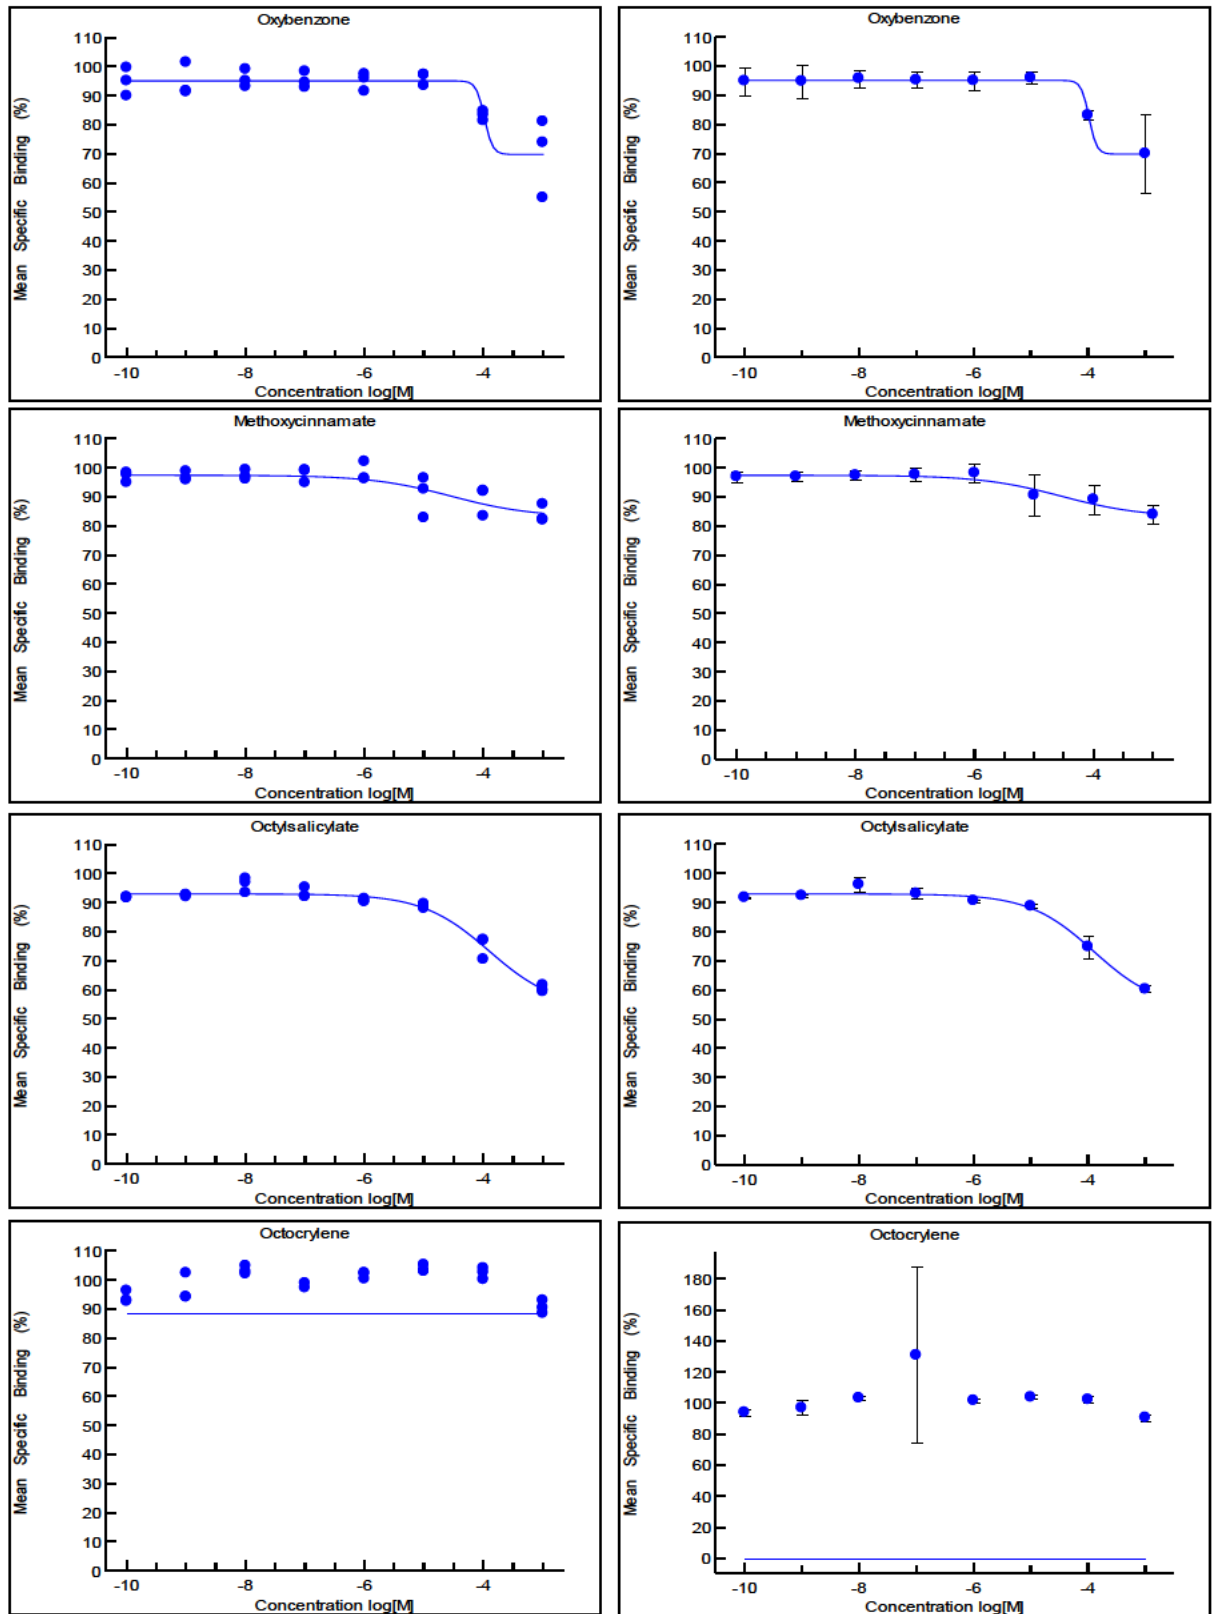 Oxybenzone
Mean Specific Binding (%)
110
100
90
80
70
60
50
40
30
20
10
0
-10 -8 -6 -4
Concentration log[M]
Oxybenzone
Mean Specific Binding (%)
110
100
90
80
70
60
50
40
30
20
10
0
-10 -8 -6 -4
Concentration log[M]
Methoxycinnamate
Mean Specific Binding (%)
110
100
90
80
70
60
50
40
30
20
10
0
-10 -8 -6 -4
Concentration log[M]
Methoxycinnamate
Mean Specific Binding (%)
110
100
90
80
70
60
50
40
30
20
10
0
-10 -8 -6 -4
Concentration log[M]
Octylsalicylate
Mean Specific Binding (%)
110
100
90
80
70
60
50
40
30
20
10
0
-10 -8 -6 -4
Concentration log[M]
Octylsalicylate
Mean Specific Binding (%)
110
100
90
80
70
60
50
40
30
20
10
0
-10 -8 -6 -4
Concentration log[M]
Octocrylene
Mean Specific Binding (%)
110
100
90
80
70
60
50
40
30
20
10
0
-10 -8 -6 -4
Concentration log[M]
Octocrylene
Mean Specific Binding (%)
180
160
140
120
100
80
60
40
20
0
-10 -8 -6 -4
Concentration log[M]